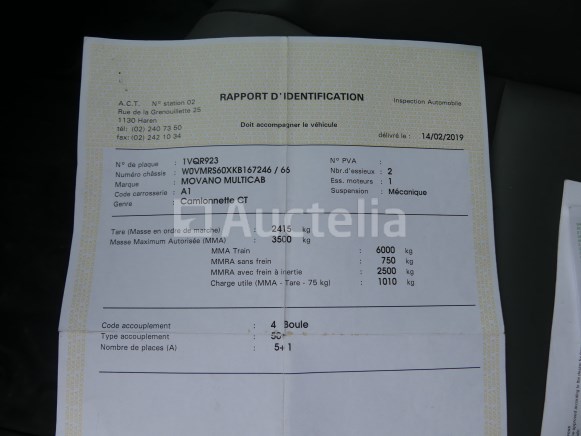 RAPPORT D'IDENTIFICATION
A.C.T. N° station 02
Rue de la Grenouillette 25
1130 Haren
tél: (02) 240 73 50
fax: (02) 242 10 94
Inspection Automobile
Doit accompagner le véhicule
délivré le : 14/02/2019
N° de plaque : 1VQR923
Numéro châssis : W0VMRS60XKB167246 / 66
Marque : MOVANO MULTICAB
Code carrosserie : A1
Genre Camionnette CT
N° PVA :
Nbr.d'essieux : 2
Ess. moteurs : 1
Suspension : Mécanique
Auctelia
Tare (Masse en ordre de marche) : 2415 kg
Masse Maximum Autorisée (MMA) : 3500 kg
MMA Train : 6000 kg
MMRA sans frein : 750 kg
MMRA avec frein à inertie : 2500 kg
Charge utile (MMA - Tare - 75 kg) : 1010 kg
Code accouplement : 4 Boule
Type accouplement : 50+
Nombre de places (A) : 5+ 1